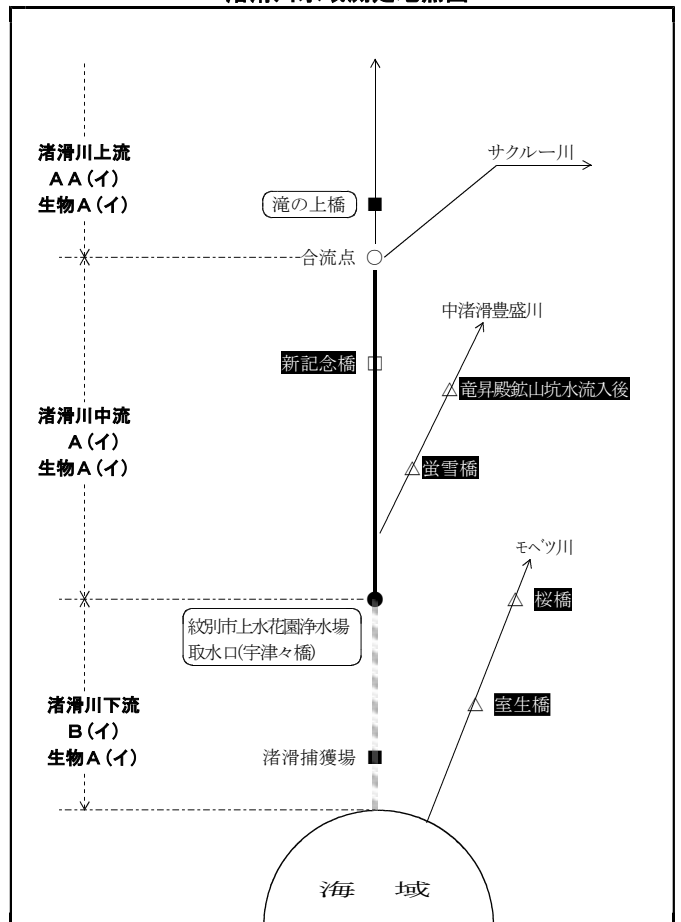 渚滑川水域測定地点図
渚滑川上流
AA(イ)
生物A(イ)
サクルー川
滝の上橋
合流点
中渚滑豊盛川
新記念橋
竜昇殿鉱山坑水流入後
渚滑川中流
A(イ)
生物A(イ)
蛍雪橋
モベツ川
桜橋
紋別市上水花園浄水場
取水口(宇津々橋)
渚滑川下流
B(イ)
生物A(イ)
室生橋
渚滑捕獲場
海 域